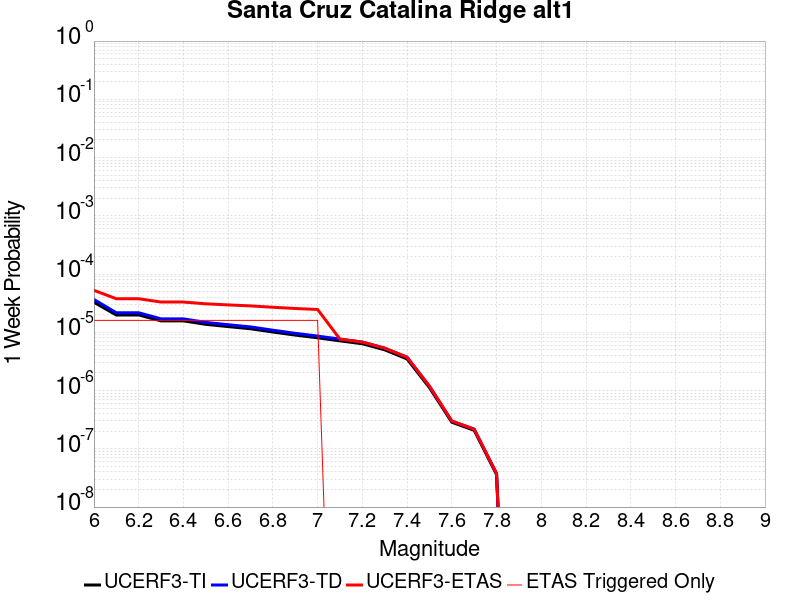 Santa Cruz Catalina Ridge alt1
10^0
10^-1
10^-2
10^-3
10^-4
10^-5
10^-6
10^-7
10^-8
1 Week Probability
6 6.2 6.4 6.6 6.8 7 7.2 7.4 7.6 7.8 8 8.2 8.4 8.6 8.8 9
Magnitude
UCERF3-TI UCERF3-TD UCERF3-ETAS ETAS Triggered Only